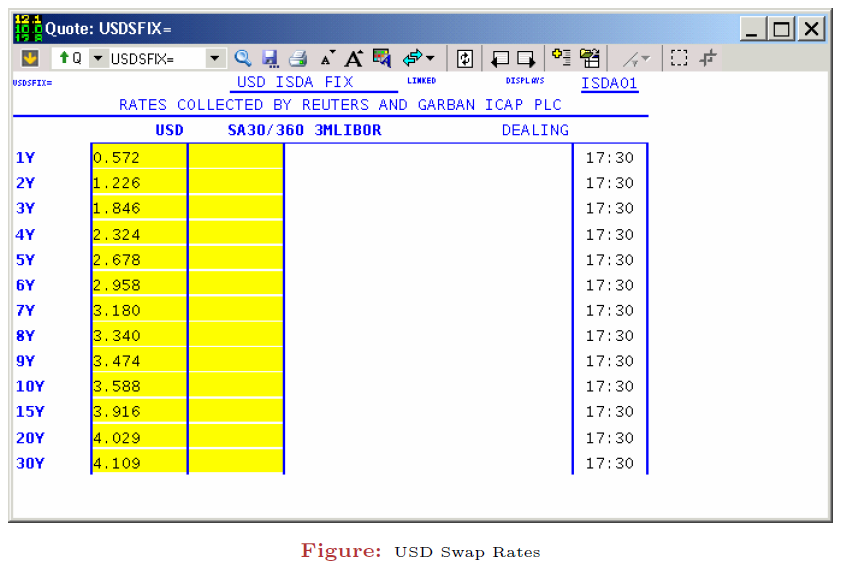 Quote: USDSFIX=
Q USDSFIX=
USDSFIX= USD ISDA FIX LINKED DISPLAYS ISDA01
RATES COLLECTED BY REUTERS AND GARBAN ICAP PLC
USD SA30/360 3MLIBOR DEALING
1Y 0.572 17:30
2Y 1.226 17:30
3Y 1.846 17:30
4Y 2.324 17:30
5Y 2.678 17:30
6Y 2.958 17:30
7Y 3.180 17:30
8Y 3.340 17:30
9Y 3.474 17:30
10Y 3.588 17:30
15Y 3.916 17:30
20Y 4.029 17:30
30Y 4.109 17:30
Figure: USD Swap Rates